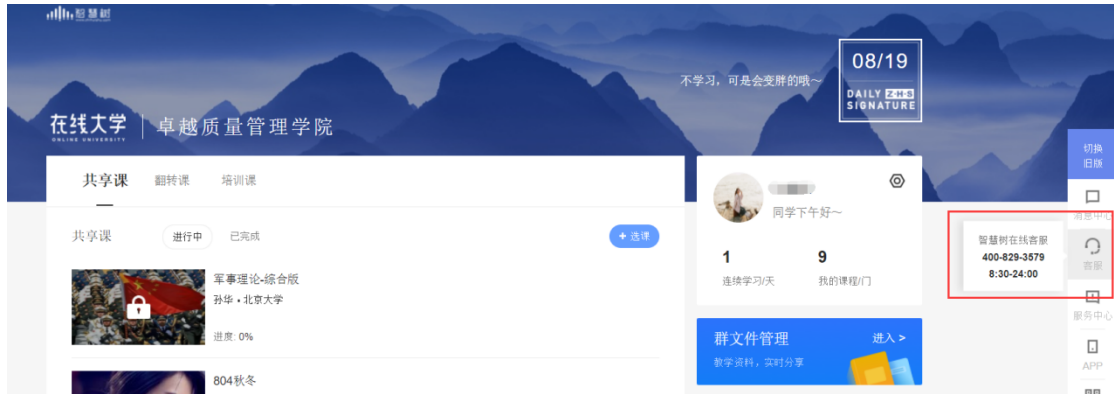 智慧树
不学习，可是会变胖的哦～
08/19
DAILY Z·H·S
SIGNATURE
在线大学
ONLINE UNIVERSITY
卓越质量管理学院
切换
旧版
共享课 翻转课 培训课
同学下午好～
消息中心
共享课 进行中 已完成 + 选课
智慧树在线客服
400-829-3579
8:30-24:00
客服
1 9
连续学习/天 我的课程/门
军事理论-综合版
孙华 • 北京大学
进度: 0%
服务中心
群文件管理 进入 >
教学资料，实时分享
APP
804秋冬